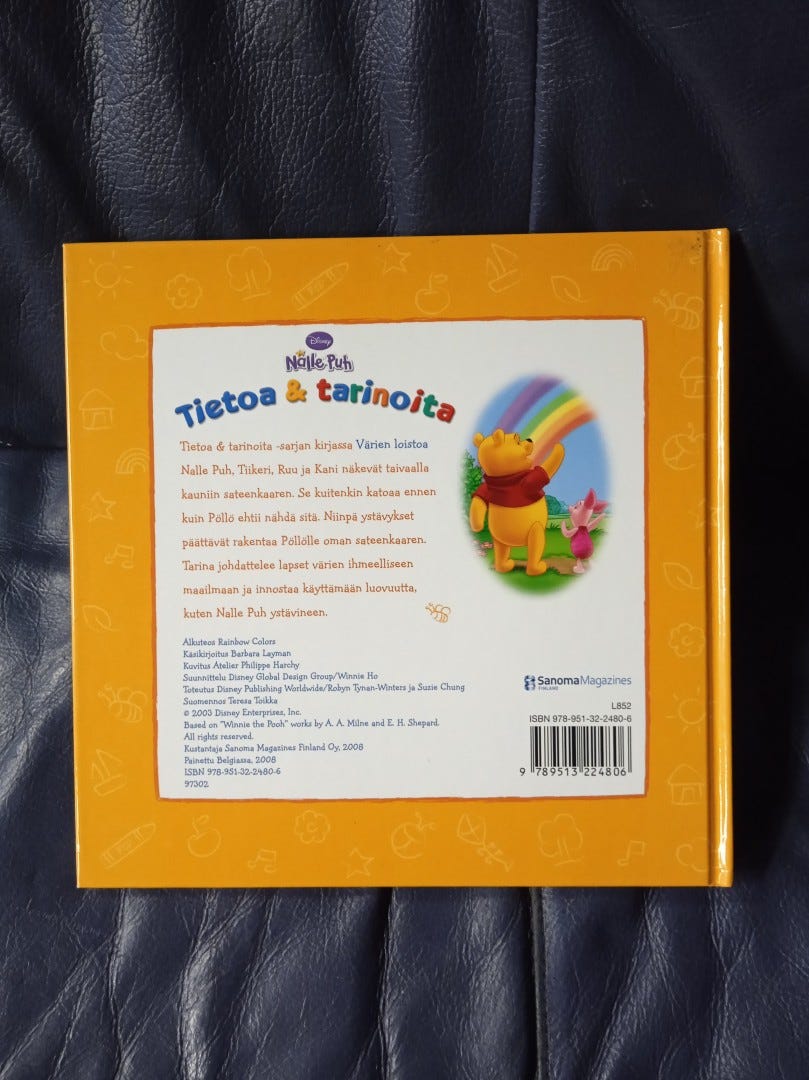 Disney
Nalle Puh
Tietoa & tarinoita
Tietoa & tarinoita -sarjan kirjassa Värien loistoa
Nalle Puh, Tiikeri, Ruu ja Kani näkevät taivaalla
kauniin sateenkaaren. Se kuitenkin katoaa ennen
kuin Pöllö ehtii nähdä sitä. Niinpä ystävykset
päättävät rakentaa Pöllölle oman sateenkaaren.
Tarina johdattelee lapset värien ihmeelliseen
maailmaan ja innostaa käyttämään luovuutta,
kuten Nalle Puh ystävineen.
Alkuteos Rainbow Colors
Käsikirjoitus Barbara Layman
Kuvitus Atelier Philippe Harchy
Suunnittelu Disney Global Design Group/Winnie Ho
Toteutus Disney Publishing Worldwide/Robyn Tynan-Winters ja Suzie Chung
Suomennos Teresa Toikka
© 2003 Disney Enterprises, Inc.
Based on "Winnie the Pooh" works by A. A. Milne and E. H. Shepard.
All rights reserved.
Kustantaja Sanoma Magazines Finland Oy, 2008
Painettu Belgiassa, 2008
ISBN 978-951-32-2480-6
97302
SanomaMagazines
FINLAND
L852
ISBN 978-951-32-2480-6
9 789513 224806